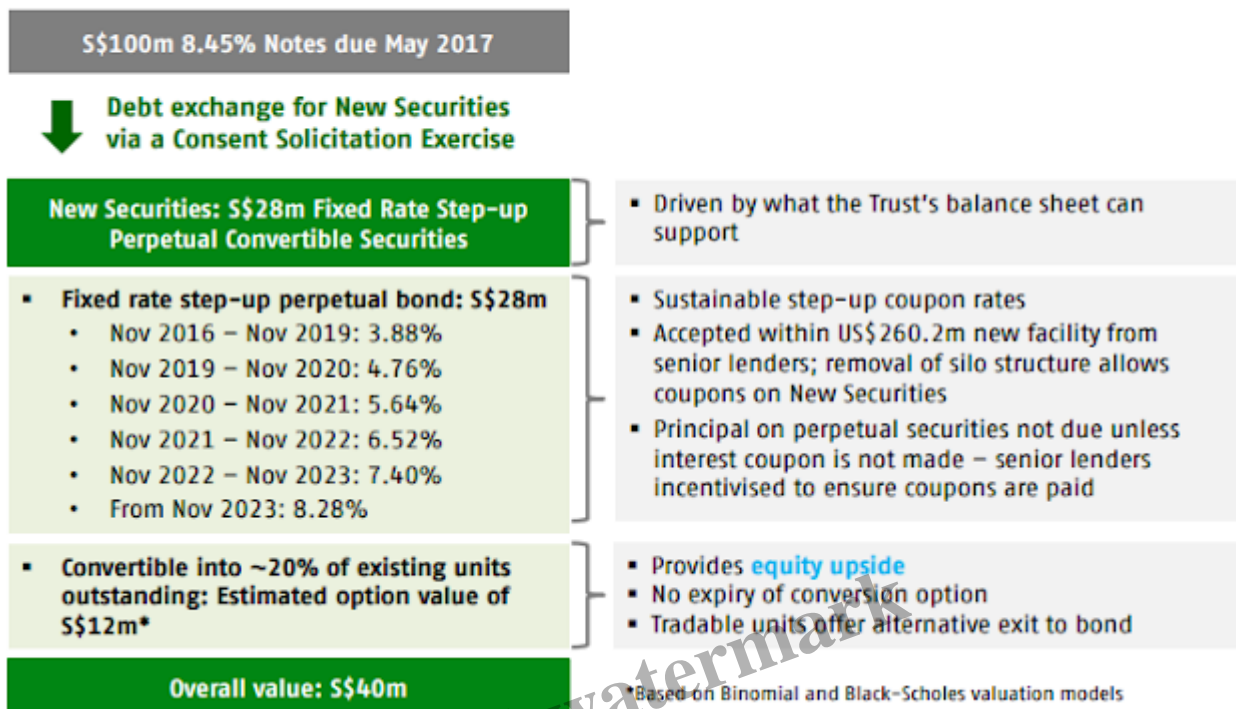 S$100m 8.45% Notes due May 2017
Debt exchange for New Securities
via a Consent Solicitation Exercise
New Securities: S$28m Fixed Rate Step-up
Perpetual Convertible Securities
▪ Driven by what the Trust's balance sheet can
support
▪ Fixed rate step-up perpetual bond: S$28m
• Nov 2016 – Nov 2019: 3.88%
• Nov 2019 – Nov 2020: 4.76%
• Nov 2020 – Nov 2021: 5.64%
• Nov 2021 – Nov 2022: 6.52%
• Nov 2022 – Nov 2023: 7.40%
• From Nov 2023: 8.28%
▪ Sustainable step-up coupon rates
▪ Accepted within US$260.2m new facility from
senior lenders; removal of silo structure allows
coupons on New Securities
▪ Principal on perpetual securities not due unless
interest coupon is not made – senior lenders
incentivised to ensure coupons are paid
▪ Convertible into ~20% of existing units
outstanding: Estimated option value of
S$12m*
▪ Provides equity upside
▪ No expiry of conversion option
▪ Tradable units offer alternative exit to bond
Overall value: S$40m
*Based on Binomial and Black-Scholes valuation models
watermark